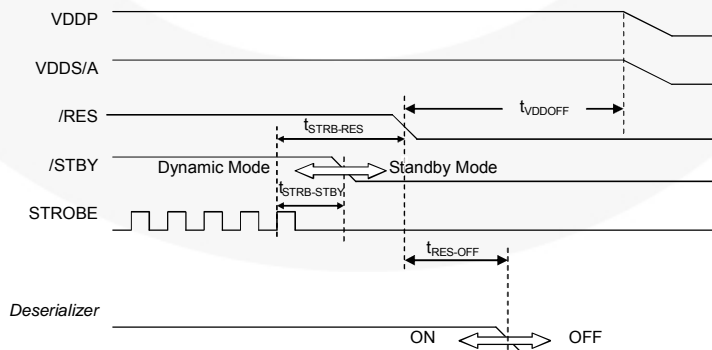 VDDP
VDDS/A
tVDDOFF
/RES
tSTRB-RES
/STBY
Dynamic Mode
Standby Mode
tSTRB-STBY
STROBE
tRES-OFF
Deserializer
ON
OFF